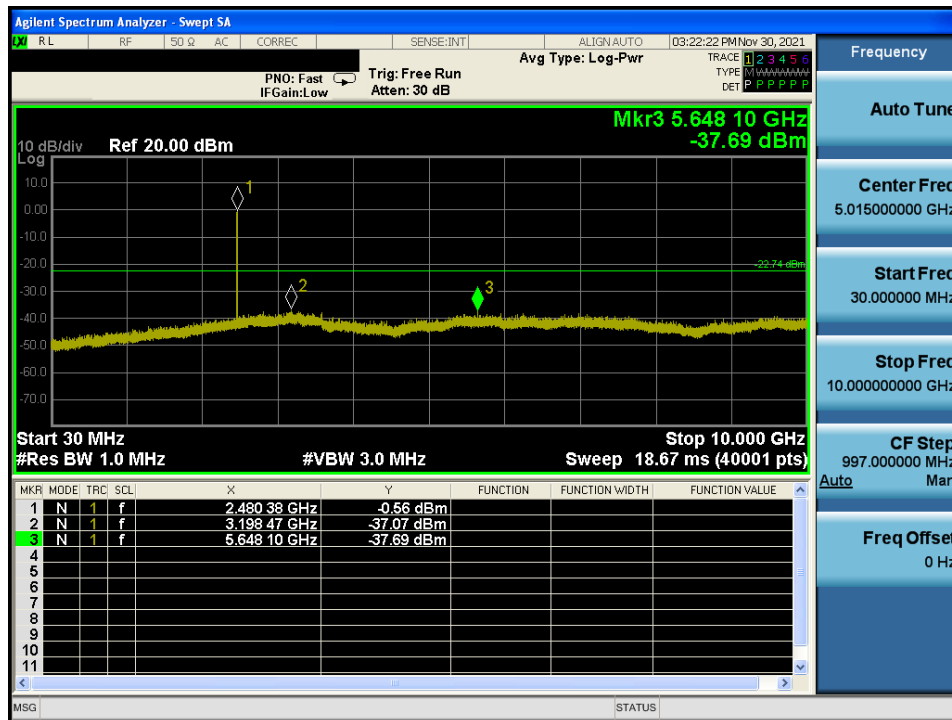 Agilent Spectrum Analyzer - Swept SA
LXI RL RF 50 Ω AC CORREC SENSE:INT ALIGN AUTO 03:22:22 PM Nov 30, 2021
Frequency
PNO: Fast
IFGain:Low
Trig: Free Run
Atten: 30 dB
Avg Type: Log-Pwr
TRACE 1 2 3 4 5 6
TYPE M WWWWW
DET P P P P P P
Auto Tune
Mkr3 5.648 10 GHz
-37.69 dBm
10 dB/div Ref 20.00 dBm
Log
10.0
0.00
-10.0
-20.0
-30.0
-40.0
-50.0
-60.0
-70.0
1
2
3
-22.74 dBm
Start 30 MHz Stop 10.000 GHz
#Res BW 1.0 MHz #VBW 3.0 MHz Sweep 18.67 ms (40001 pts)
Center Freq
5.015000000 GHz
Start Freq
30.000000 MHz
Stop Freq
10.000000000 GHz
CF Step
997.000000 MHz
Auto Man
Freq Offset
0 Hz
MKR MODE TRC SCL X Y FUNCTION FUNCTION WIDTH FUNCTION VALUE
1 N 1 f 2.480 38 GHz -0.56 dBm
2 N 1 f 3.198 47 GHz -37.07 dBm
3 N 1 f 5.648 10 GHz -37.69 dBm
4
5
6
7
8
9
10
11
MSG STATUS